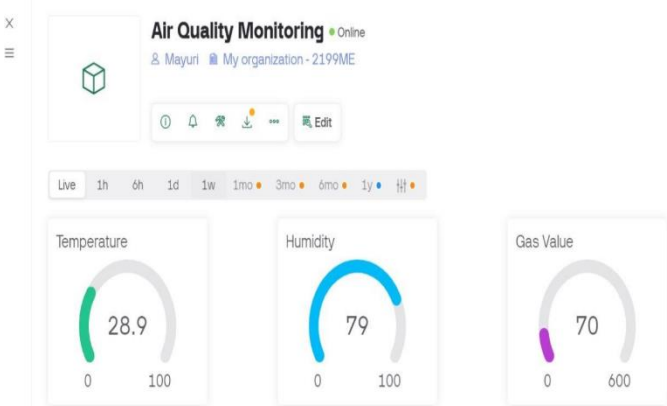 Air Quality Monitoring • Online
Mayuri My organization - 2199ME
Edit
Live 1h 6h 1d 1w 1mo 3mo 6mo 1y
Temperature
28.9
0 100
Humidity
79
0 100
Gas Value
70
0 600